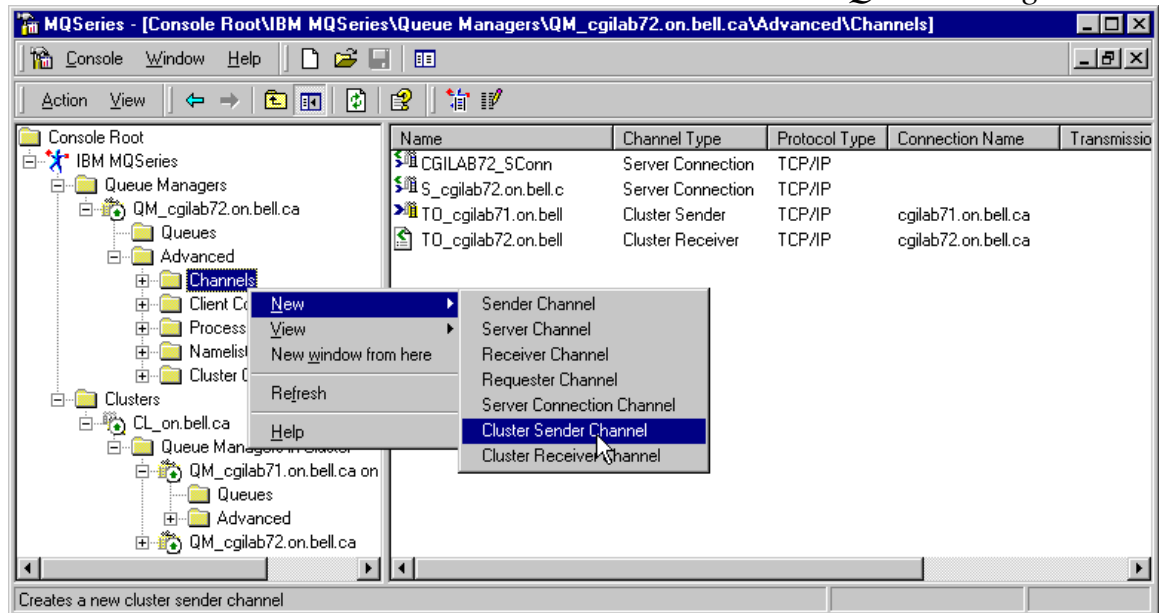 MQSeries - [Console Root\IBM MQSeries\Queue Managers\QM_cgilab72.on.bell.ca\Advanced\Channels]
Console Window Help
Action View
Console Root
IBM MQSeries
Queue Managers
QM_cgilab72.on.bell.ca
Queues
Advanced
Channels
Client Co
Process
Namelist
Cluster
Clusters
CL_on.bell.ca
Queue Managers in Cluster
QM_cgilab71.on.bell.ca on
Queues
Advanced
QM_cgilab72.on.bell.ca
Name Channel Type Protocol Type Connection Name Transmissio
CGILAB72_SConn Server Connection TCP/IP
S_cgilab72.on.bell.c Server Connection TCP/IP
TO_cgilab71.on.bell Cluster Sender TCP/IP cgilab71.on.bell.ca
TO_cgilab72.on.bell Cluster Receiver TCP/IP cgilab72.on.bell.ca
New
View
New window from here
Refresh
Help
Sender Channel
Server Channel
Receiver Channel
Requester Channel
Server Connection Channel
Cluster Sender Channel
Cluster Receiver Channel
Creates a new cluster sender channel